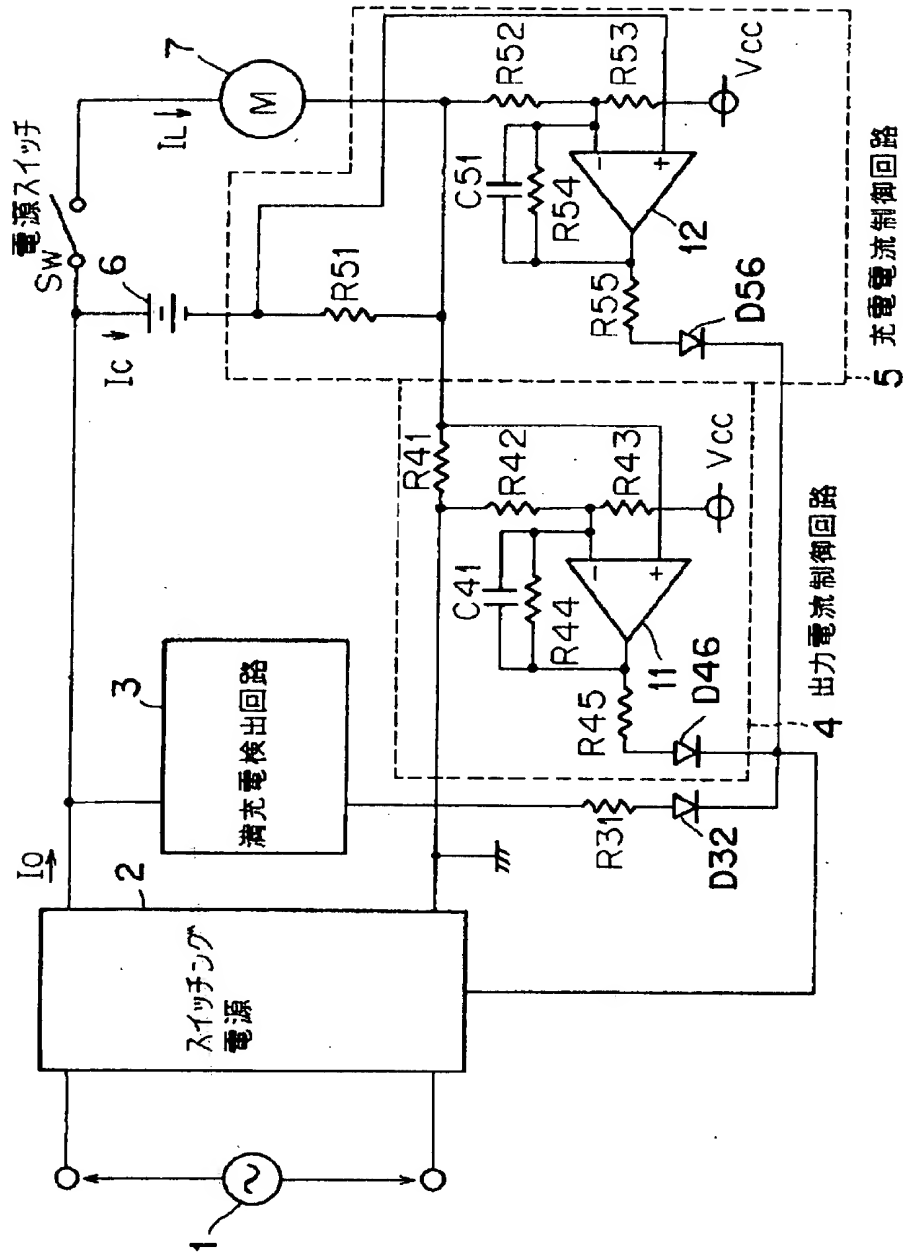 電源スイッチ
SW
6
IC
IL
7
M
R51
R52
R53
VCC
C51
R54
12
R55
D56
5 充電電流制御回路
R41
R42
R43
VCC
C41
R44
11
R45
D46
4 出力電流制御回路
IO
3
満充電検出回路
R31
D32
2
スイッチング
電源
1